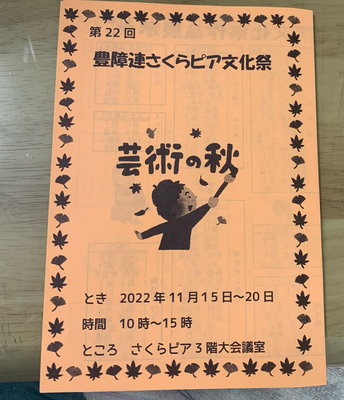 第22回
豊障連さくらピア文化祭
芸術の秋
とき 2022年11月15日～20日
時間 10時～15時
ところ さくらピア3階大会議室